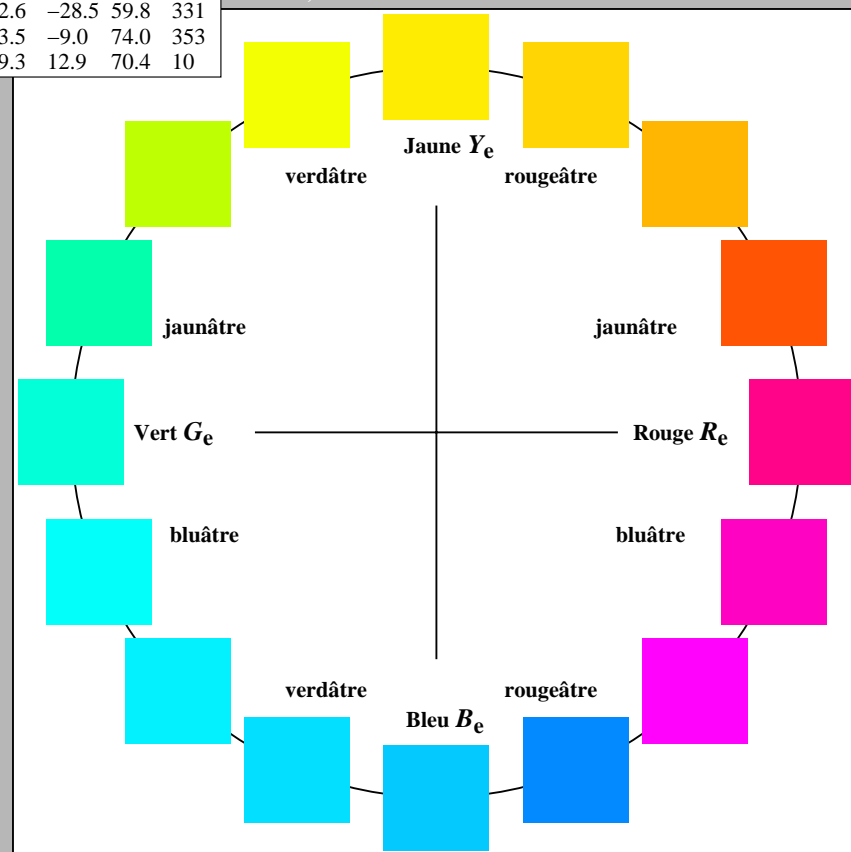 2.6 −28.5 59.8 331
3.5 −9.0 74.0 353
9.3 12.9 70.4 10
Jaune Ye
verdâtre rougeâtre
jaunâtre jaunâtre
Vert Ge Rouge Re
bluâtre bluâtre
verdâtre rougeâtre
Bleu Be